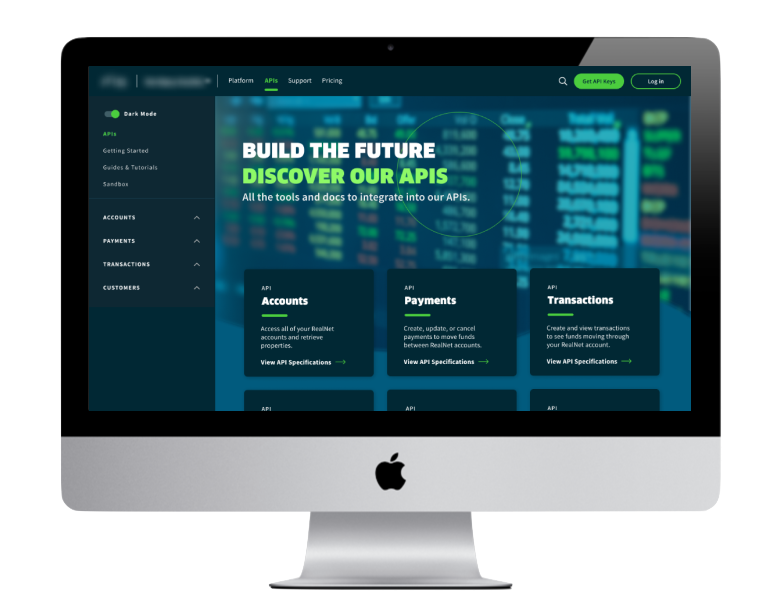 Platform APIs Support Pricing
Get API Keys
Log in
Dark Mode
APIs
Getting Started
Guides & Tutorials
Sandbox
ACCOUNTS
PAYMENTS
TRANSACTIONS
CUSTOMERS
BUILD THE FUTURE
DISCOVER OUR APIS
All the tools and docs to integrate into our APIs.
API
Accounts
Access all of your RealNet
accounts and retrieve
properties.
View API Specifications
API
Payments
Create, update, or cancel
payments to move funds
between RealNet accounts.
View API Specifications
API
Transactions
Create and view transactions
to see funds moving through
your RealNet account.
View API Specifications
API
API
API